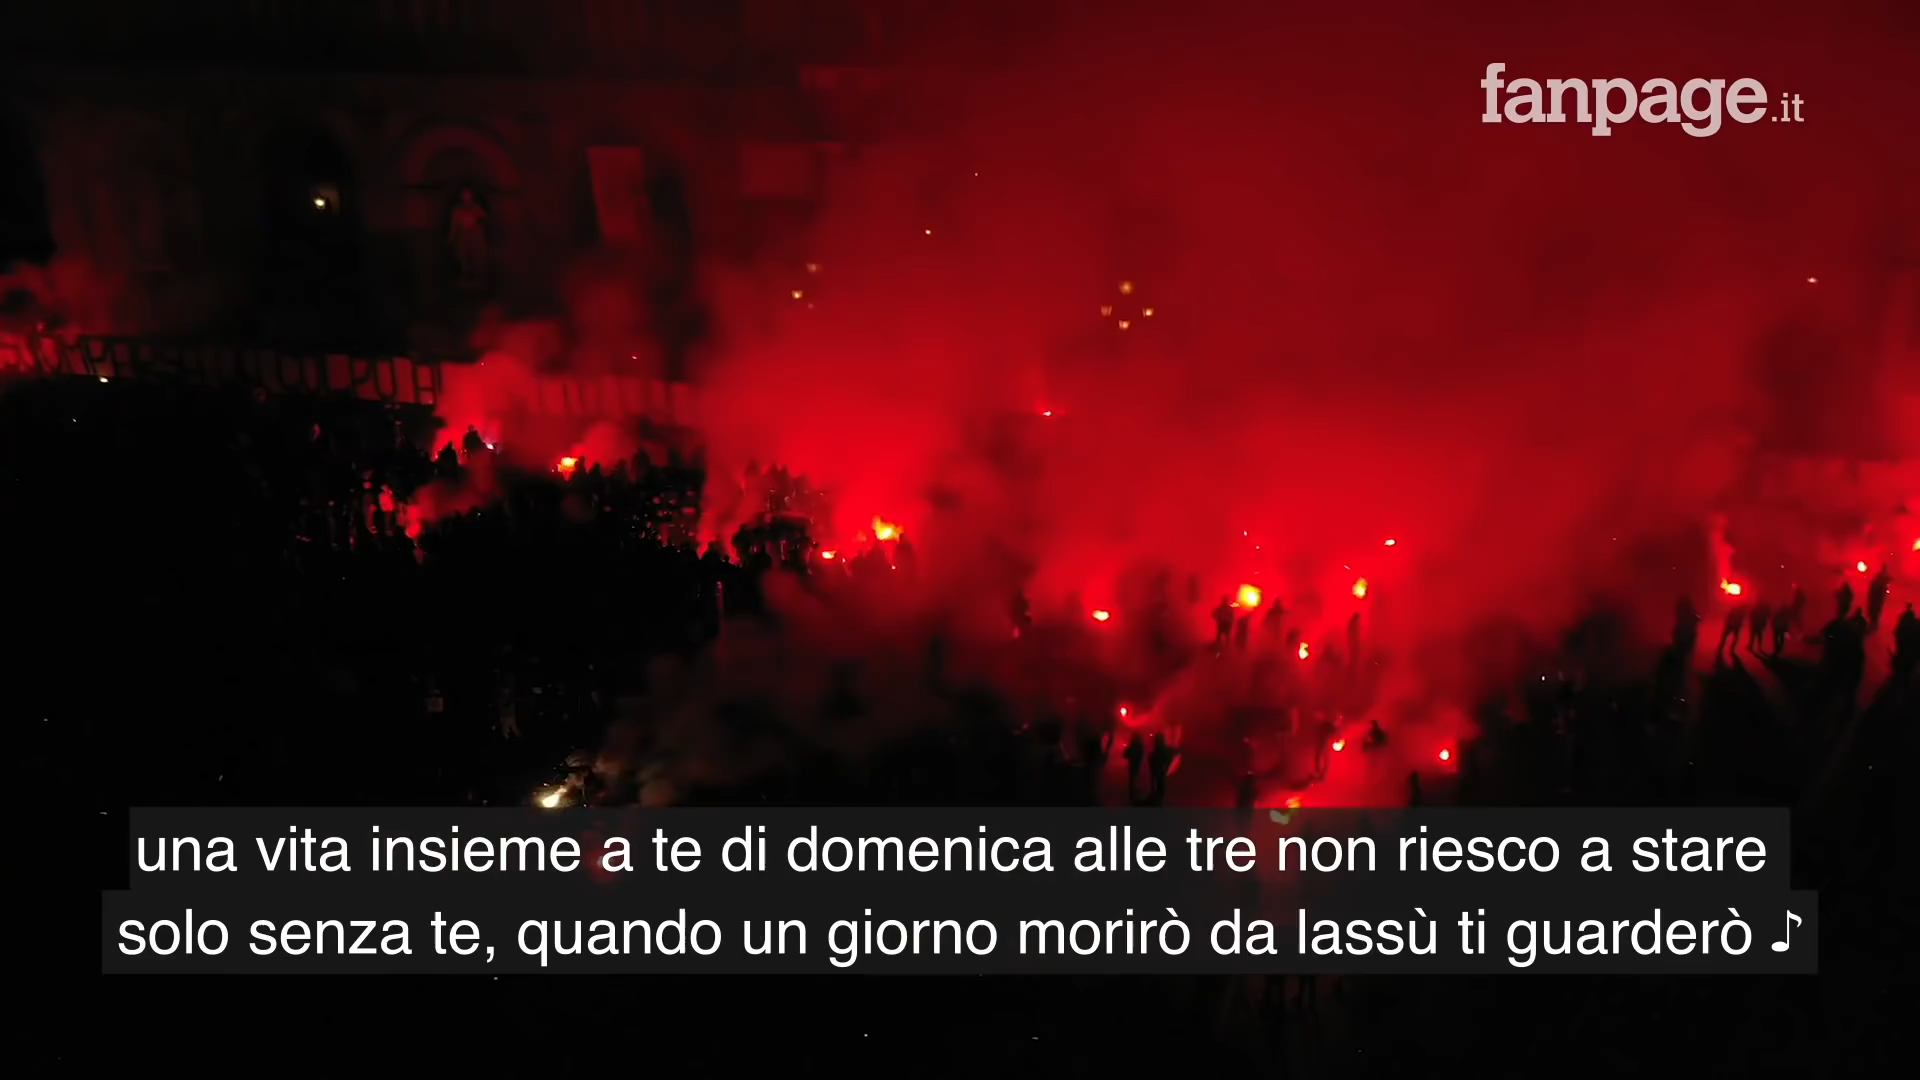 fanpage.it
una vita insieme a te di domenica alle tre non riesco a stare
solo senza te, quando un giorno morirò da lassù ti guarderò ♪